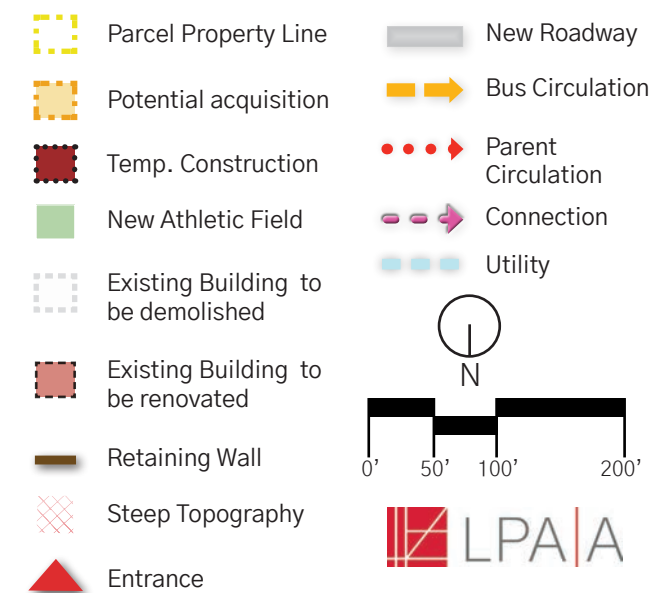 Parcel Property Line
Potential acquisition
Temp. Construction
New Athletic Field
Existing Building to
be demolished
Existing Building to
be renovated
Retaining Wall
Steep Topography
Entrance
New Roadway
Bus Circulation
Parent
Circulation
Connection
Utility
N
0’ 50’ 100’ 200’
LPA|A